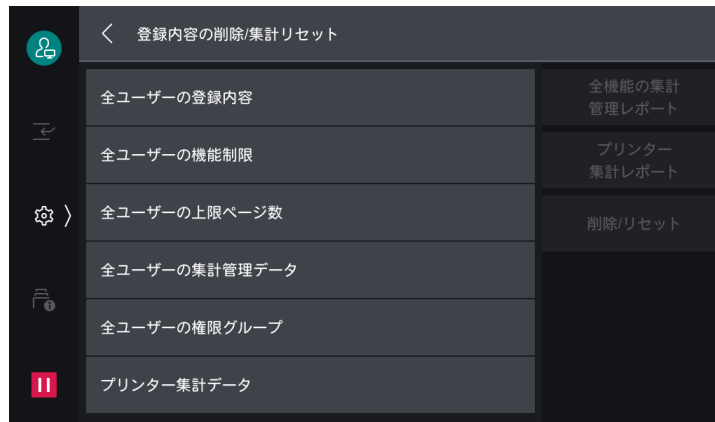 登録内容の削除/集計リセット
全ユーザーの登録内容
全ユーザーの機能制限
全ユーザーの上限ページ数
全ユーザーの集計管理データ
全ユーザーの権限グループ
プリンター集計データ
全機能の集計
管理レポート
プリンター
集計レポート
削除/リセット